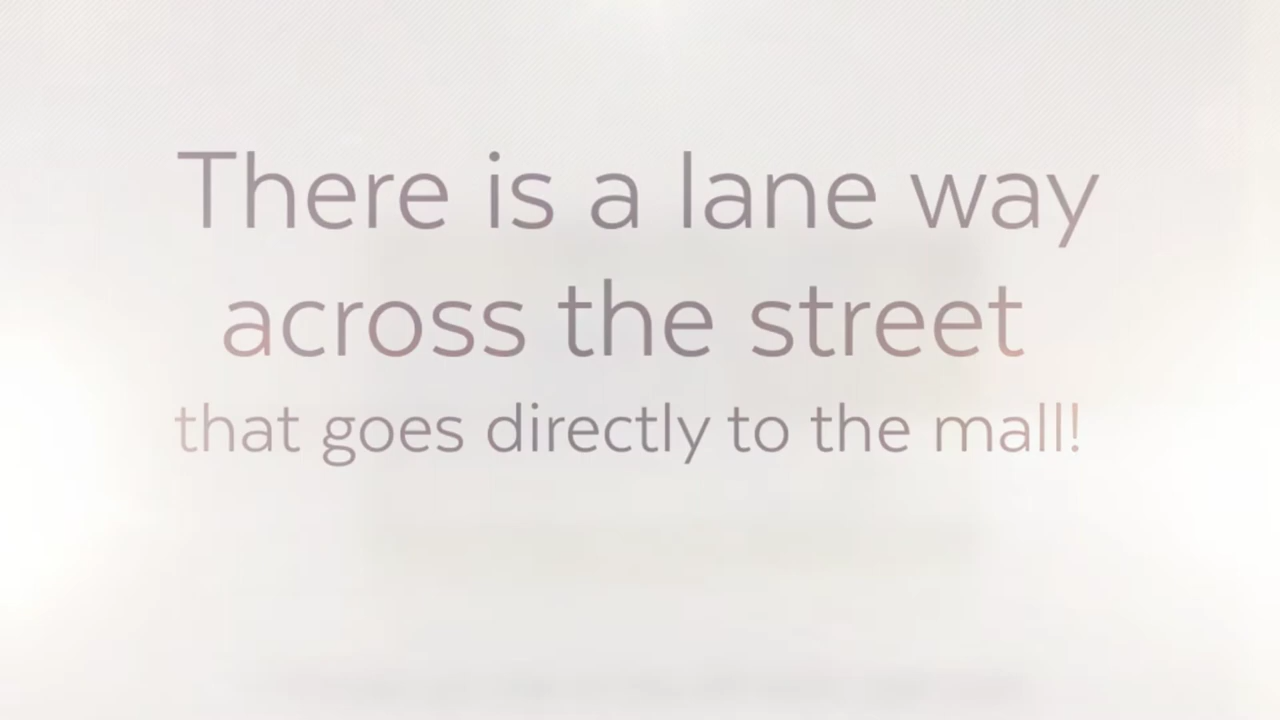 There is a lane way
across the street
that goes directly to the mall!